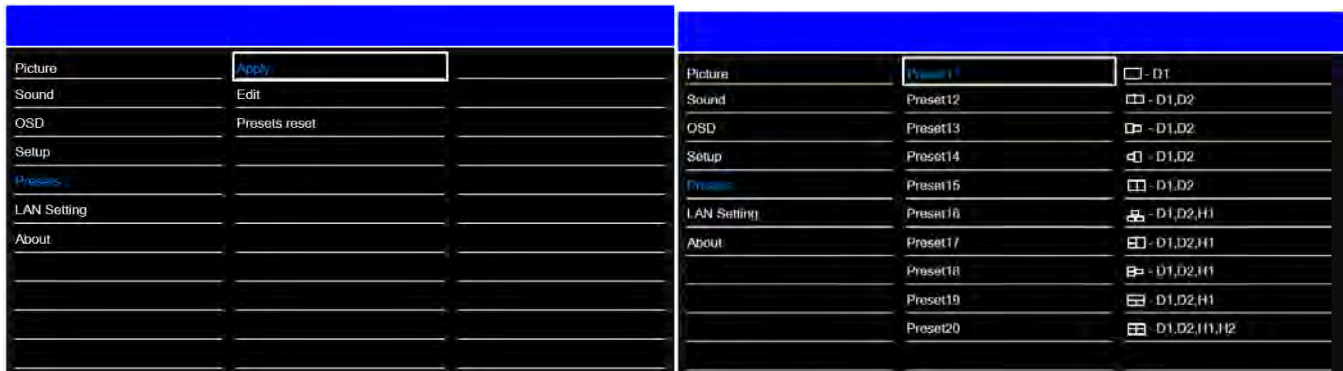 Picture Apply
Sound Edit
OSD Presets reset
Setup
Presets
LAN Setting
About
Picture Preset11 - D1
Sound Preset12 - D1,D2
OSD Preset13 - D1,D2
Setup Preset14 - D1,D2
Presets Preset15 - D1,D2
LAN Setting Preset16 - D1,D2,H1
About Preset17 - D1,D2,H1
Preset18 - D1,D2,H1
Preset19 - D1,D2,H1
Preset20 - D1,D2,H1,H2